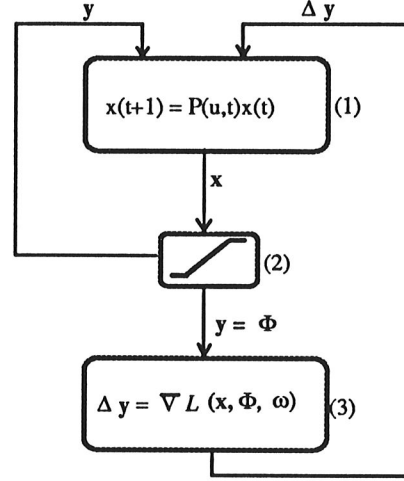 y Δ y
x(t+1) = P(u,t)x(t) (1)
x
(2)
y = Φ
Δ y = ∇ L (x, Φ, ω) (3)